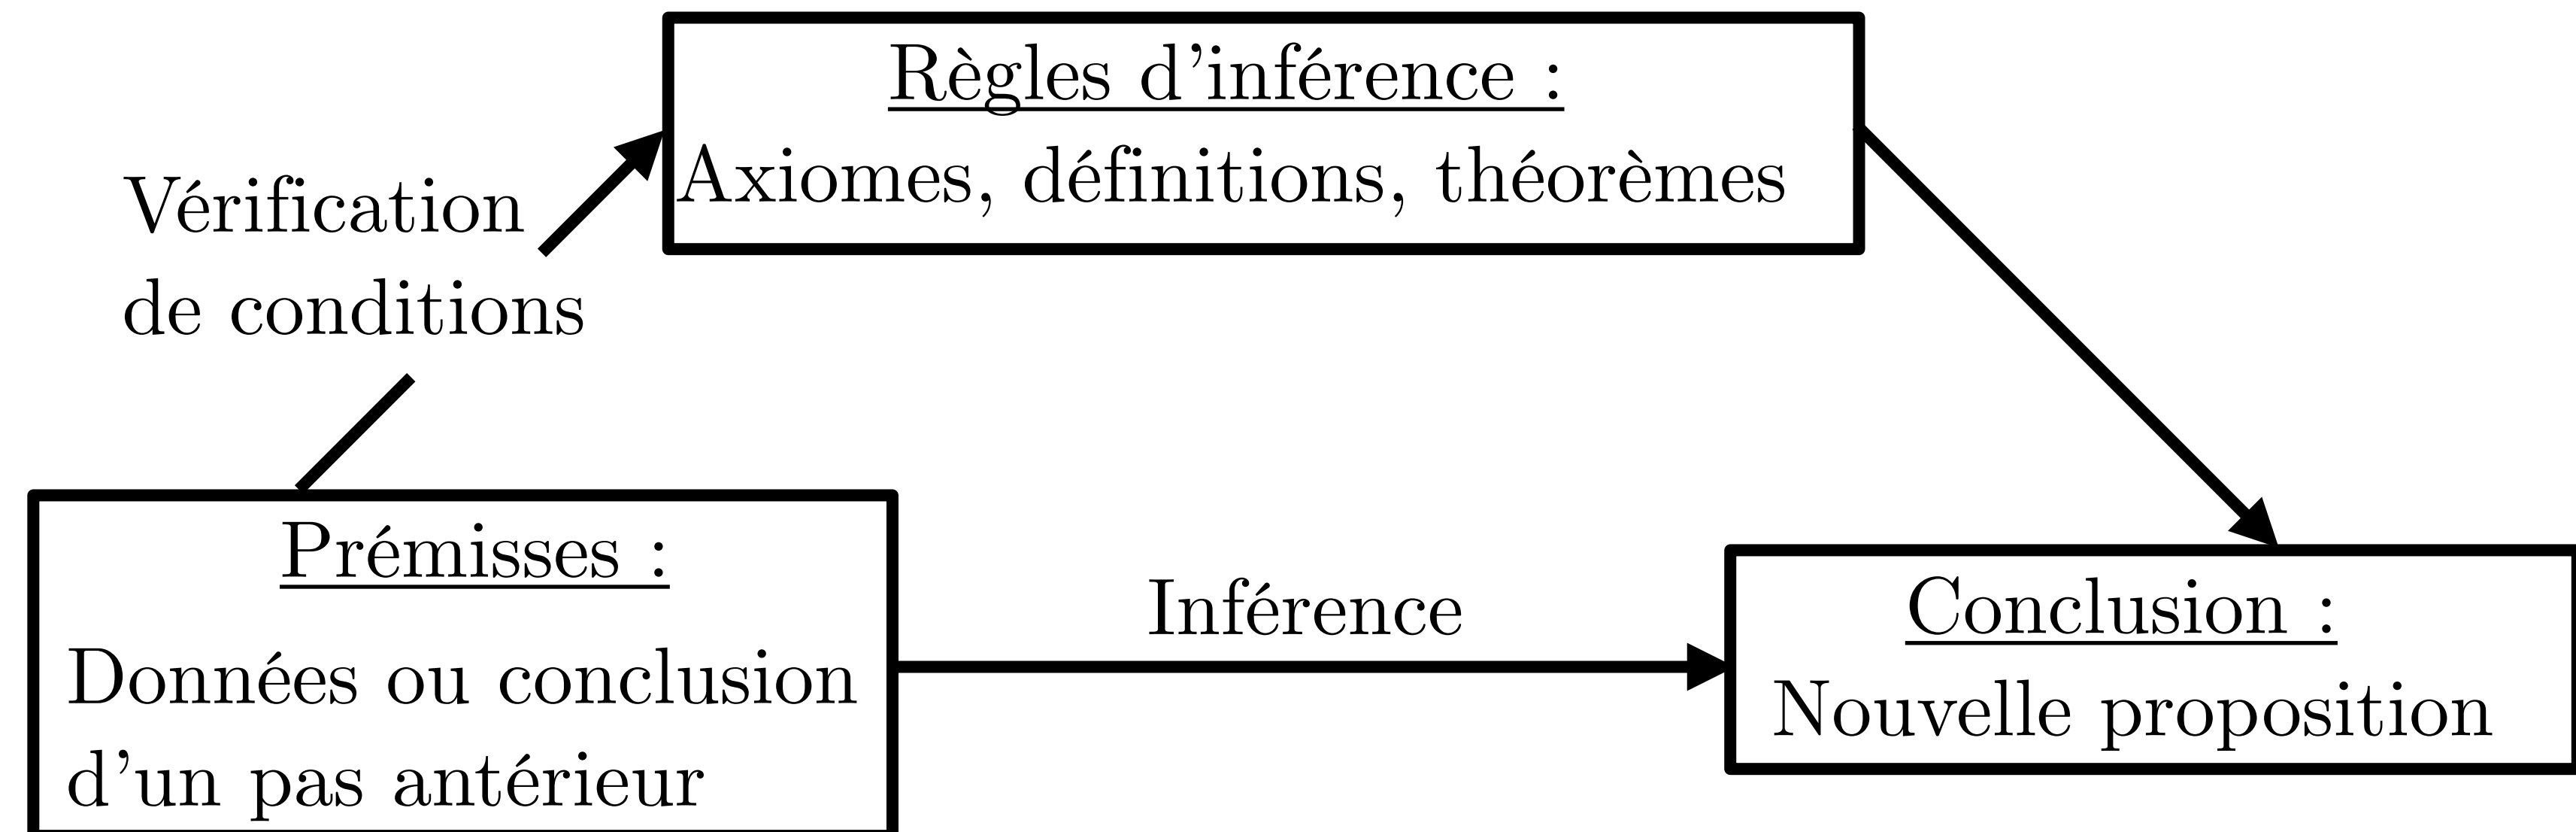 Règles d'inférence :
Axiomes, définitions, théorèmes
Vérification
de conditions
Prémisses :
Données ou conclusion
d'un pas antérieur
Inférence
Conclusion :
Nouvelle proposition